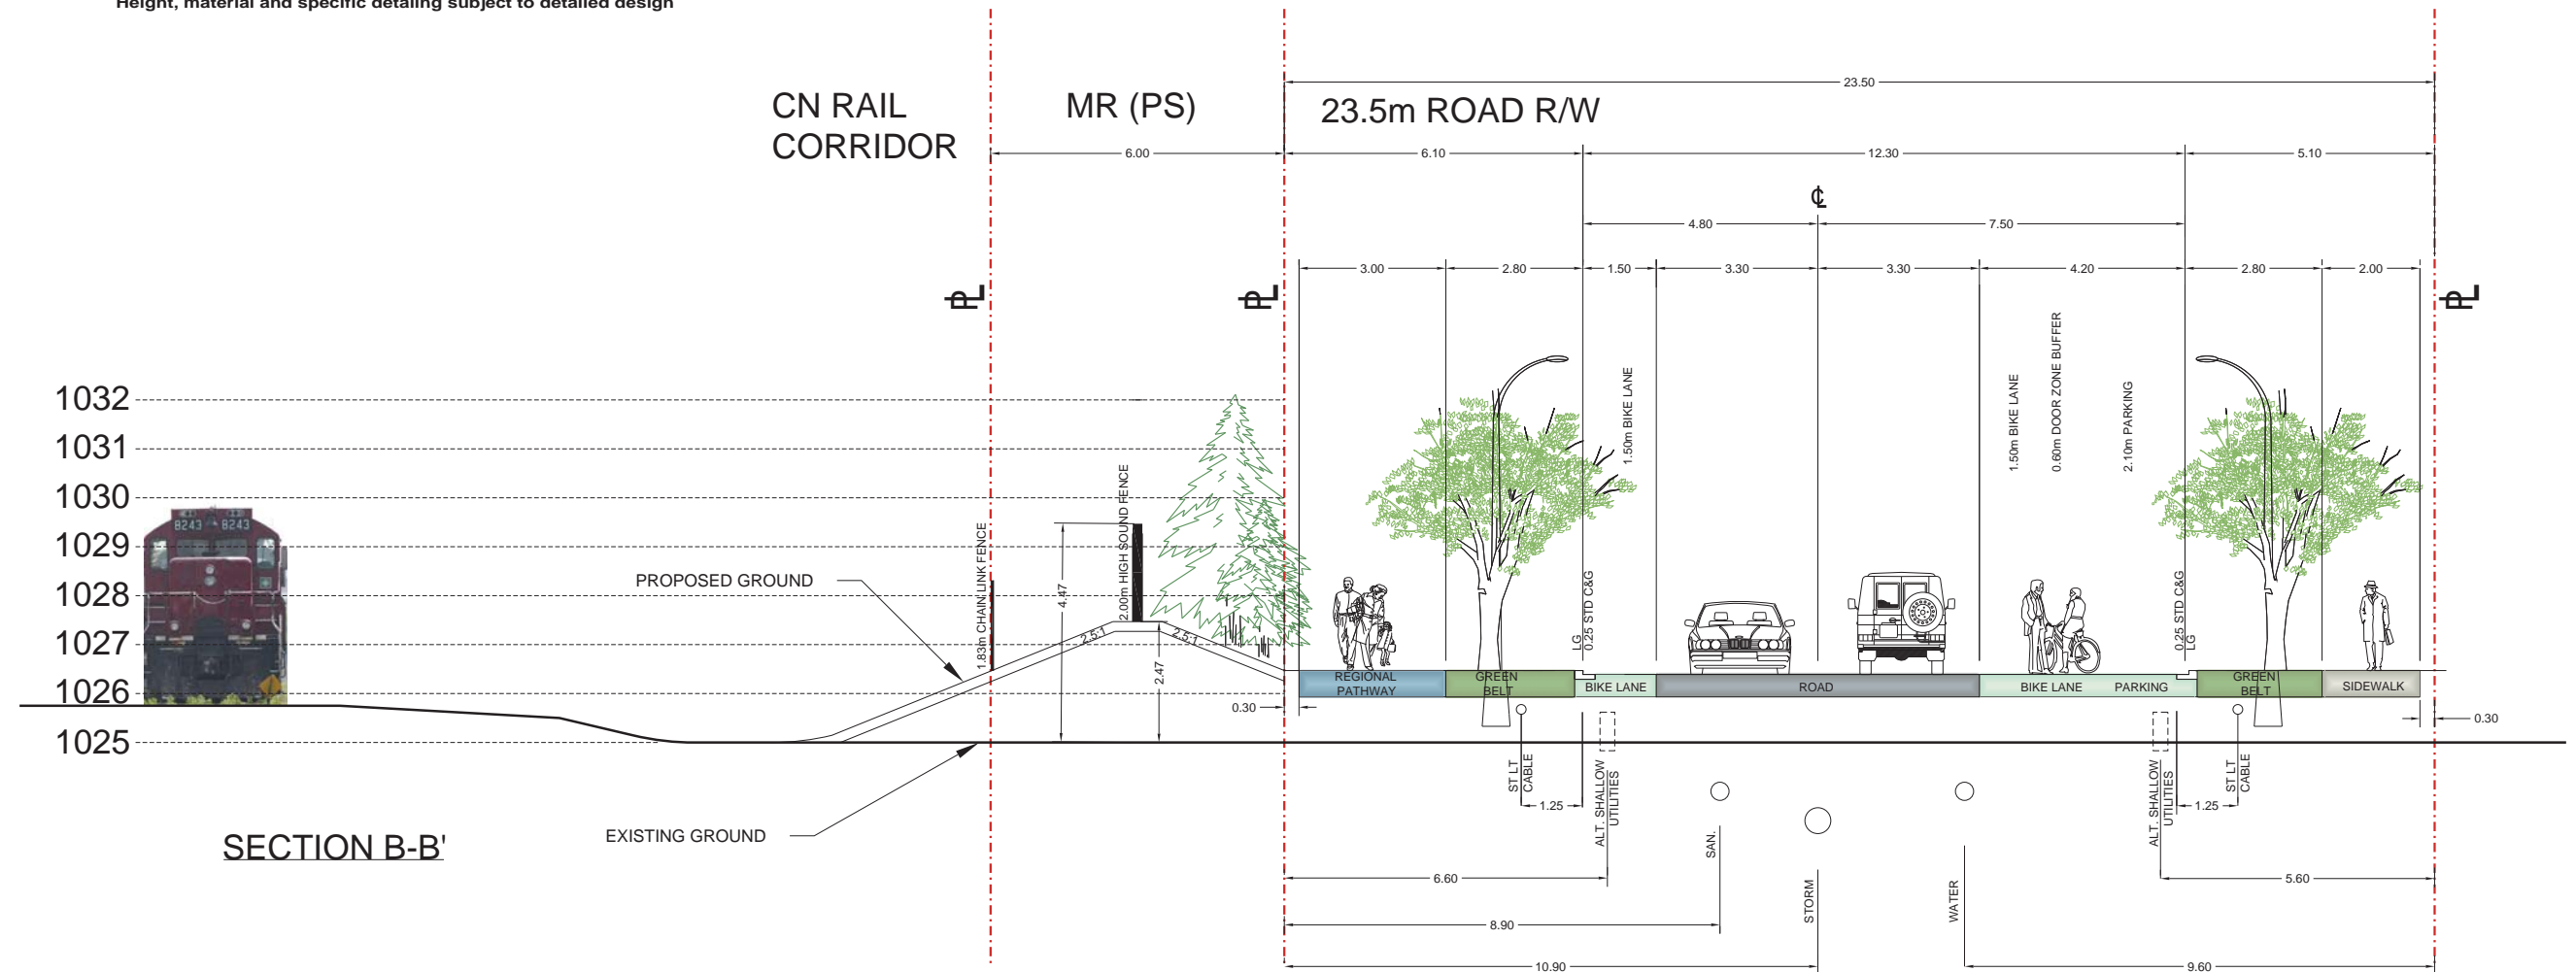 Height, material and specific detailing subject to detailed design
23.50
CN RAIL
CORRIDOR
MR (PS)
23.5m ROAD R/W
6.00
6.10
12.30
5.10
℄
4.80
7.50
3.00
2.80
1.50
3.30
3.30
4.20
2.80
2.00
PL
PL
PL
1032
1031
1030
1029
1028
1027
1026
1025
8243
8243
PROPOSED GROUND
1.83m CHAIN LINK FENCE
2.00m HIGH SOUND FENCE
4.47
2.47
2.5:1
2.5:1
1.50m BIKE LANE
1.50m BIKE LANE
0.60m DOOR ZONE BUFFER
2.10m PARKING
LG
0.25 STD C&G
0.25 STD C&G
LG
REGIONAL
PATHWAY
GREEN
BELT
BIKE LANE
ROAD
BIKE LANE
PARKING
GREEN
BELT
SIDEWALK
0.30
0.30
ST LT
CABLE
1.25
ALT. SHALLOW
UTILITIES
ALT. SHALLOW
UTILITIES
1.25
ST LT
CABLE
SECTION B-B'
EXISTING GROUND
SAN.
STORM
WATER
6.60
5.60
8.90
10.90
9.60